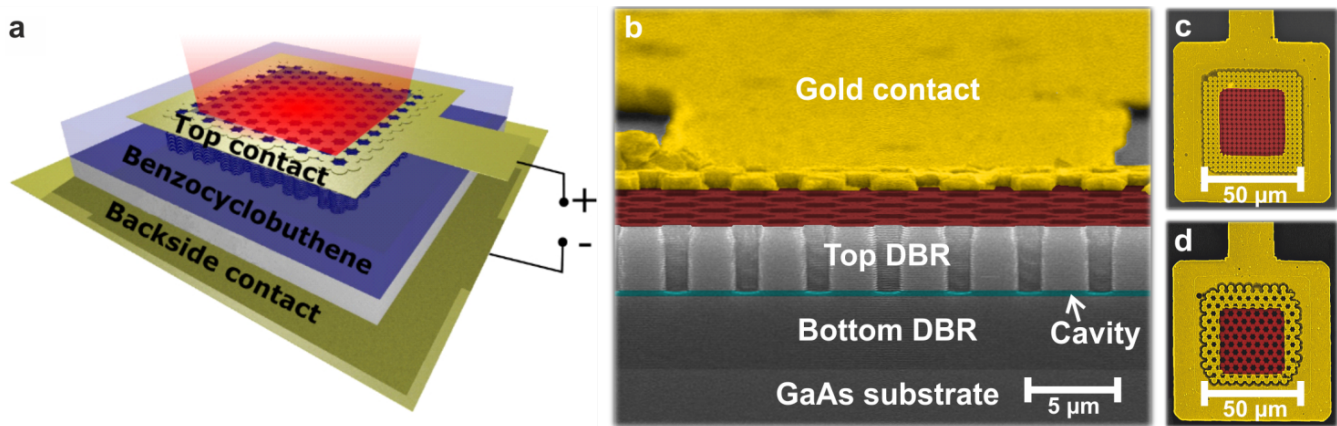 a
Top contact
Benzocyclobuthene
Backside contact
+
-
b
Gold contact
Top DBR
Bottom DBR
Cavity
GaAs substrate
5 µm
c
50 µm
d
50 µm